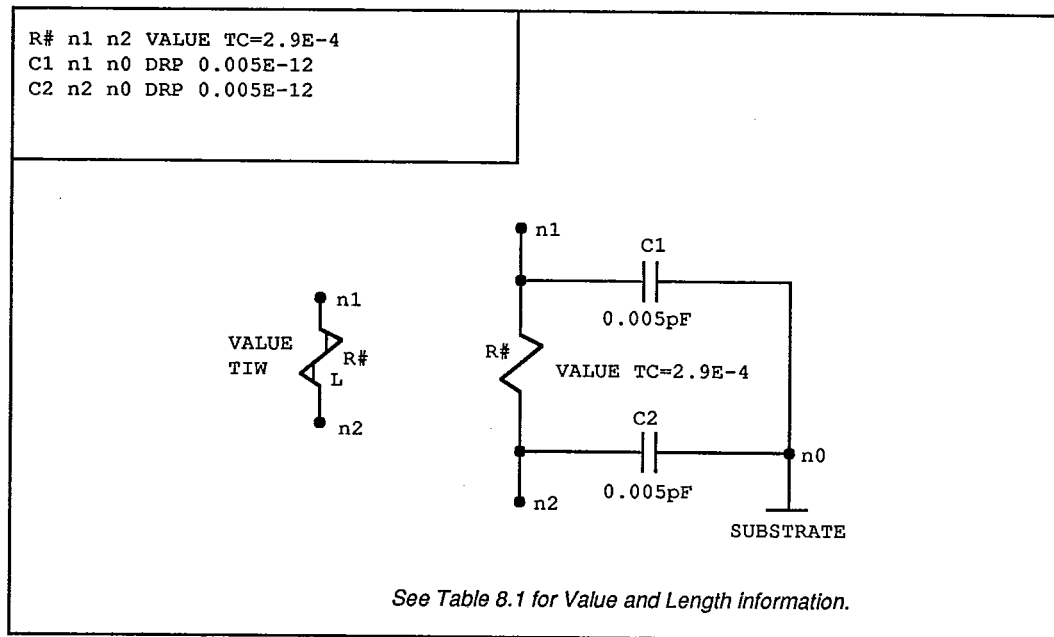 R# n1 n2 VALUE TC=2.9E-4
C1 n1 n0 DRP 0.005E-12
C2 n2 n0 DRP 0.005E-12
n1
VALUE
TIW
R#
L
n2
n1
C1
0.005pF
R#
VALUE TC=2.9E-4
C2
0.005pF
n0
n2
SUBSTRATE
See Table 8.1 for Value and Length information.